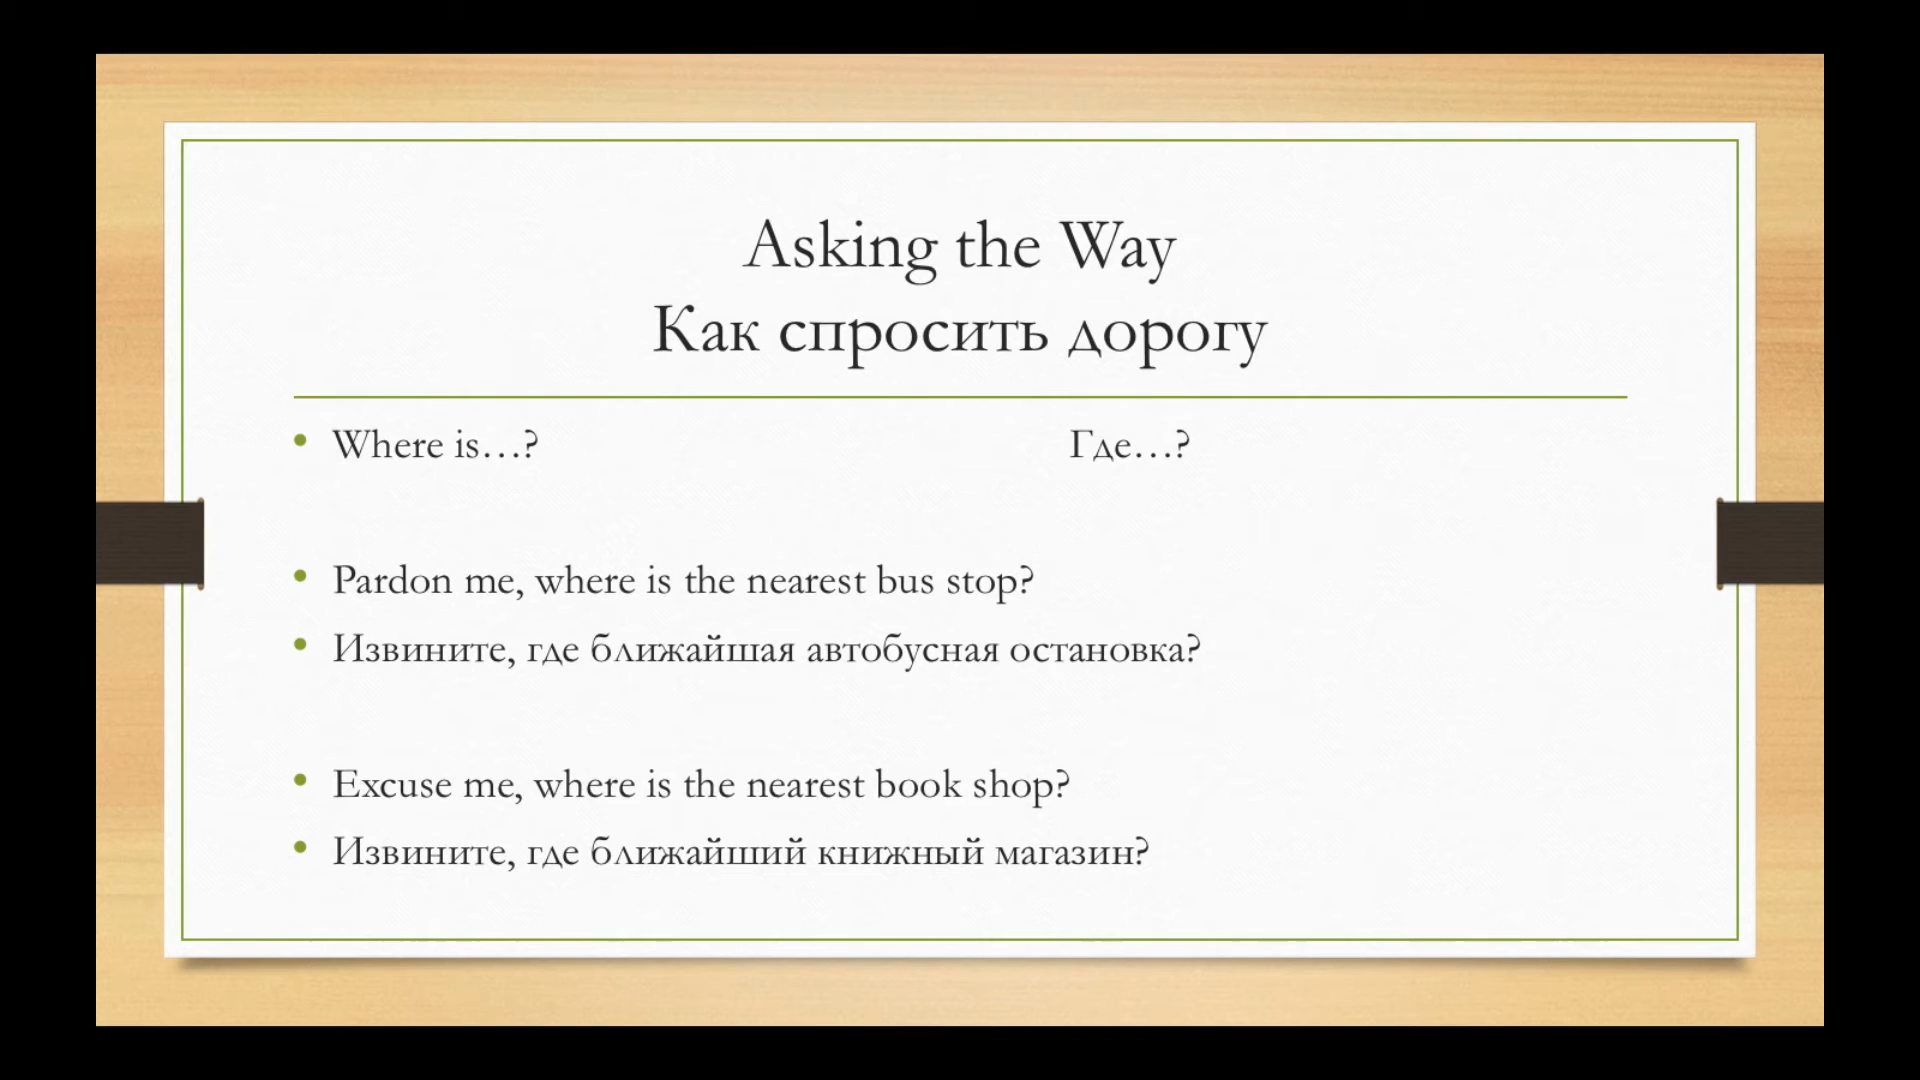 Asking the Way
Как спросить дорогу
• Where is…? Где…?
• Pardon me, where is the nearest bus stop?
• Извините, где ближайшая автобусная остановка?
• Excuse me, where is the nearest book shop?
• Извините, где ближайший книжный магазин?